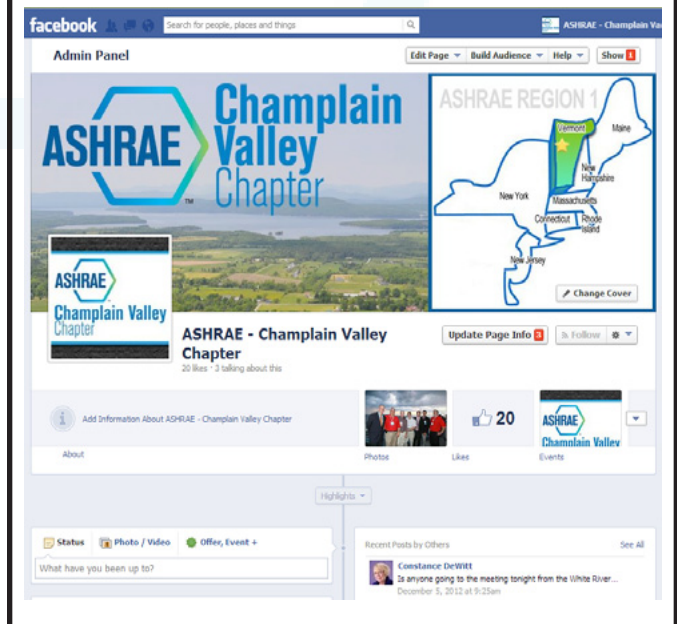 facebook Search for people, places and things ASHRAE - Champlain Va
Admin Panel Edit Page Build Audience Help Show 1
ASHRAE TM
Champlain
Valley
Chapter
ASHRAE REGION 1
Vermont
Maine
New
Hampshire
New York
Massachusetts
Connecticut Rhode
Island
New Jersey
Change Cover
ASHRAE
Champlain Valley
Chapter
ASHRAE - Champlain Valley
Chapter
20 likes · 3 talking about this
Update Page Info 3 Follow
Add Information About ASHRAE - Champlain Valley Chapter
About
Photos
20
Likes
ASHRAE
Champlain Valley
Events
Highlights
Status Photo / Video Offer, Event +
What have you been up to?
Recent Posts by Others See All
Constance DeWitt
Is anyone going to the meeting tonight from the White River...
December 5, 2012 at 9:25am